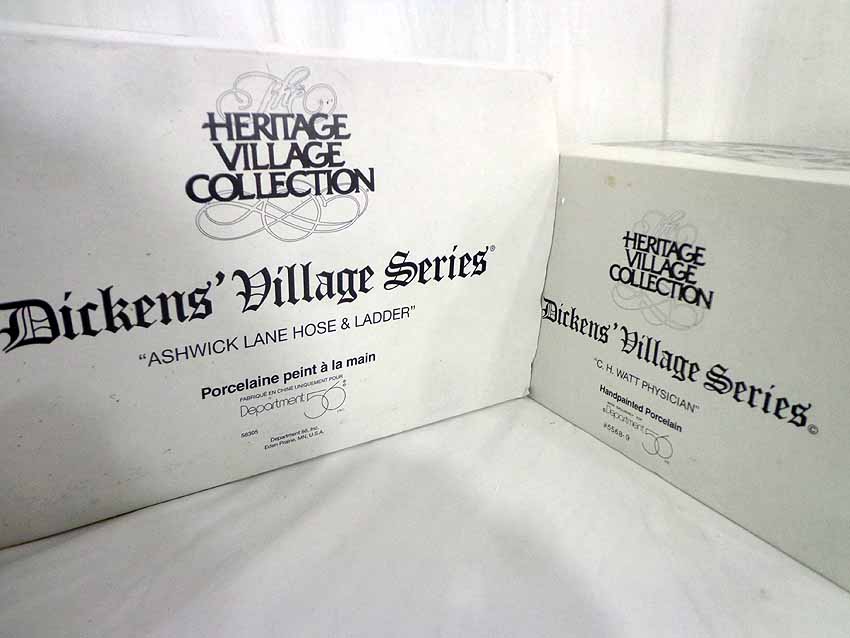 The
HERITAGE
VILLAGE
COLLECTION
Dickens' Village Series®
"ASHWICK LANE HOSE & LADDER"
Porcelaine peint à la main
FABRIQUÉ EN CHINE UNIQUEMENT POUR
Department 56®
56305
Department 56, Inc.
Eden Prairie, MN, U.S.A.
The
HERITAGE
VILLAGE
COLLECTION
Dickens' Village Series©
"C. H. WATT PHYSICIAN"
Handpainted Porcelain
Department 56
#5568-9